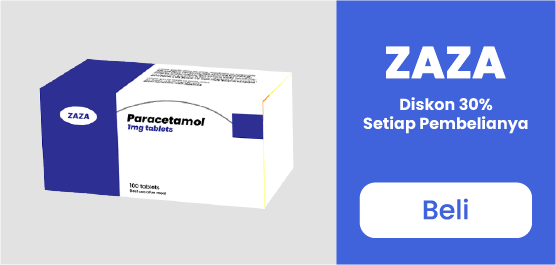 ZAZA
Paracetamol
1mg tablets
100 tablets
ZAZA
Diskon 30%
Setiap Pembelianya
Beli